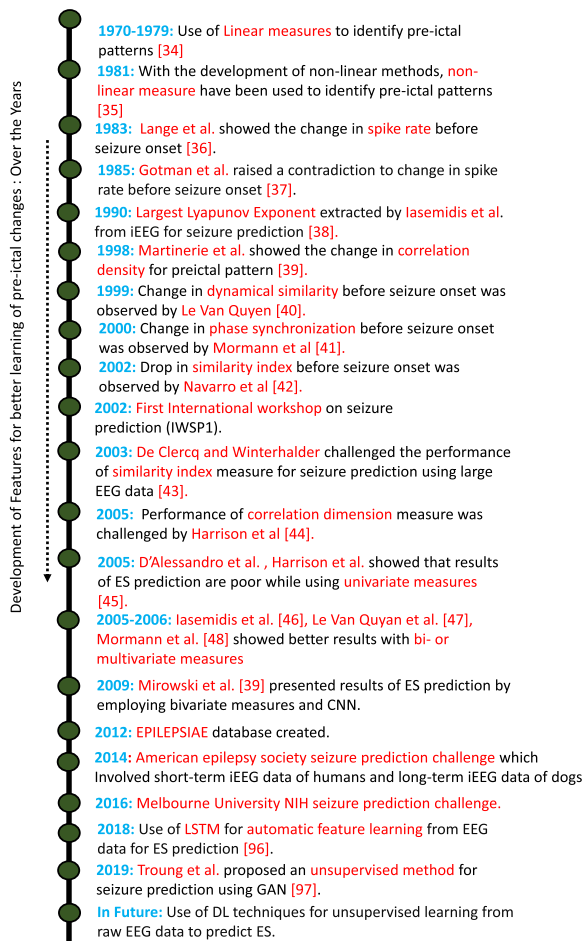 Development of Features for better learning of pre-ictal changes : Over the Years
1970-1979: Use of Linear measures to identify pre-ictal
patterns [34]
1981: With the development of non-linear methods, non-
linear measure have been used to identify pre-ictal patterns
[35]
1983: Lange et al. showed the change in spike rate before
seizure onset [36].
1985: Gotman et al. raised a contradiction to change in spike
rate before seizure onset [37].
1990: Largest Lyapunov Exponent extracted by Iasemidis et al.
from iEEG for seizure prediction [38].
1998: Martinerie et al. showed the change in correlation
density for preictal pattern [39].
1999: Change in dynamical similarity before seizure onset was
observed by Le Van Quyen [40].
2000: Change in phase synchronization before seizure onset
was observed by Mormann et al [41].
2002: Drop in similarity index before seizure onset was
observed by Navarro et al [42].
2002: First International workshop on seizure
prediction (IWSP1).
2003: De Clercq and Winterhalder challenged the performance
of similarity index measure for seizure prediction using large
EEG data [43].
2005: Performance of correlation dimension measure was
challenged by Harrison et al [44].
2005: D'Alessandro et al. , Harrison et al. showed that results
of ES prediction are poor while using univariate measures
[45].
2005-2006: Iasemidis et al. [46], Le Van Quyan et al. [47],
Mormann et al. [48] showed better results with bi- or
multivariate measures
2009: Mirowski et al. [39] presented results of ES prediction by
employing bivariate measures and CNN.
2012: EPILEPSIAE database created.
2014: American epilepsy society seizure prediction challenge which
Involved short-term iEEG data of humans and long-term iEEG data of dogs
2016: Melbourne University NIH seizure prediction challenge.
2018: Use of LSTM for automatic feature learning from EEG
data for ES prediction [96].
2019: Troung et al. proposed an unsupervised method for
seizure prediction using GAN [97].
In Future: Use of DL techniques for unsupervised learning from
raw EEG data to predict ES.